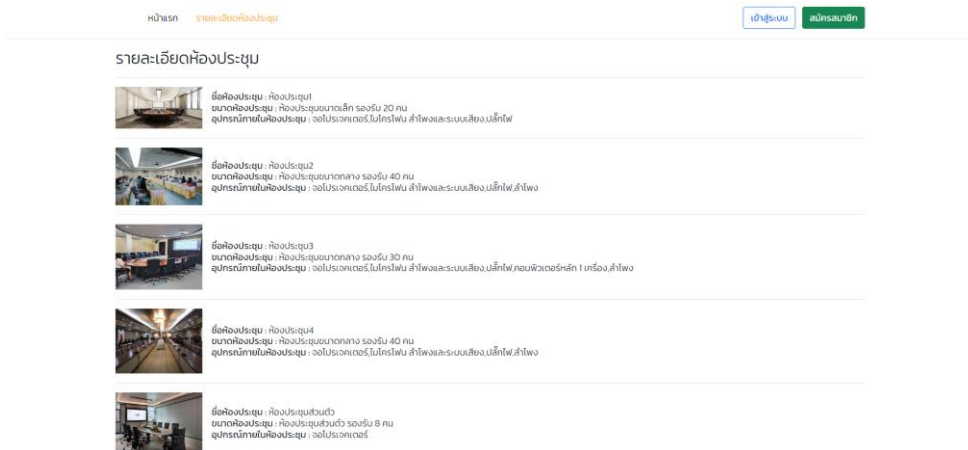 หน้าแรก รายละเอียดห้องประชุม เข้าสู่ระบบ สมัครสมาชิก
รายละเอียดห้องประชุม
ชื่อห้องประชุม : ห้องประชุม1
ขนาดห้องประชุม : ห้องประชุมขนาดเล็ก รองรับ 20 คน
อุปกรณ์ภายในห้องประชุม : จอโปรเจคเตอร์,ไมโครโฟน ลำโพงและระบบเสียง,ปลั๊กไฟ
ชื่อห้องประชุม : ห้องประชุม2
ขนาดห้องประชุม : ห้องประชุมขนาดกลาง รองรับ 40 คน
อุปกรณ์ภายในห้องประชุม : จอโปรเจคเตอร์,ไมโครโฟน ลำโพงและระบบเสียง,ปลั๊กไฟ,ลำโพง
ชื่อห้องประชุม : ห้องประชุม3
ขนาดห้องประชุม : ห้องประชุมขนาดกลาง รองรับ 30 คน
อุปกรณ์ภายในห้องประชุม : จอโปรเจคเตอร์,ไมโครโฟน ลำโพงและระบบเสียง,ปลั๊กไฟ,คอมพิวเตอร์หลัก 1 เครื่อง,ลำโพง
ชื่อห้องประชุม : ห้องประชุม4
ขนาดห้องประชุม : ห้องประชุมขนาดกลาง รองรับ 40 คน
อุปกรณ์ภายในห้องประชุม : จอโปรเจคเตอร์,ไมโครโฟน ลำโพงและระบบเสียง,ปลั๊กไฟ,ลำโพง
ชื่อห้องประชุม : ห้องประชุมส่วนตัว
ขนาดห้องประชุม : ห้องประชุมส่วนตัว รองรับ 8 คน
อุปกรณ์ภายในห้องประชุม : จอโปรเจคเตอร์